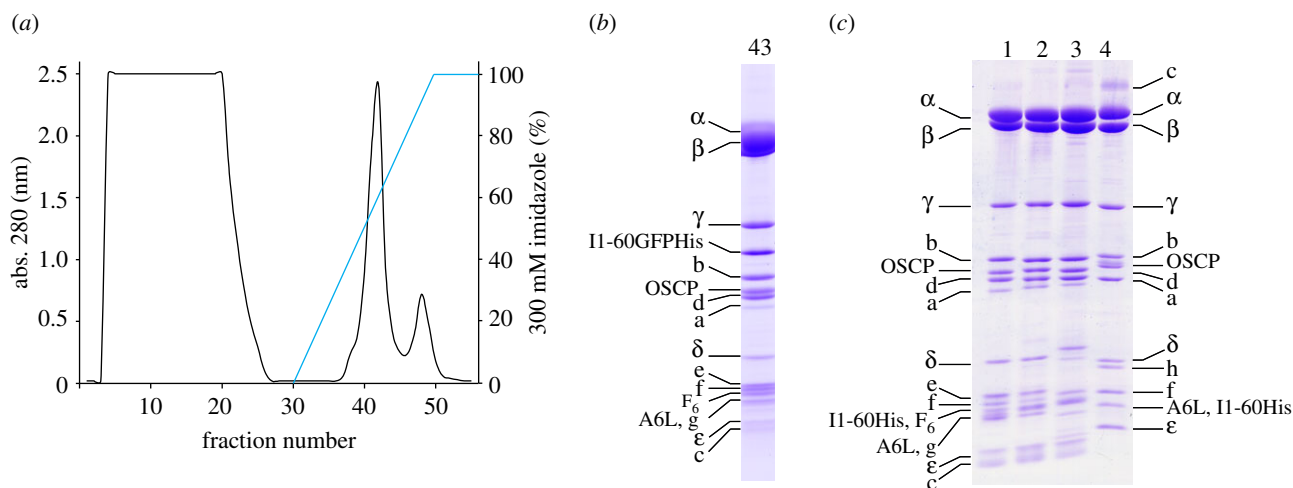 (a)
abs. 280 (nm)
2.5
2.0
1.5
1.0
0.5
0
10
20
30
40
50
fraction number
100
80
60
40
20
0
300 mM imidazole (%)
(b)
43
α
β
γ
I1-60GFPHis
b
OSCP
d
a
δ
e
f
F6
A6L, g
ε
c
(c)
1 2 3 4
α
β
γ
b
OSCP
d
a
δ
e
f
I1-60His, F6
A6L, g
ε
c
c
α
β
γ
b
OSCP
d
a
δ
h
f
A6L, I1-60His
ε